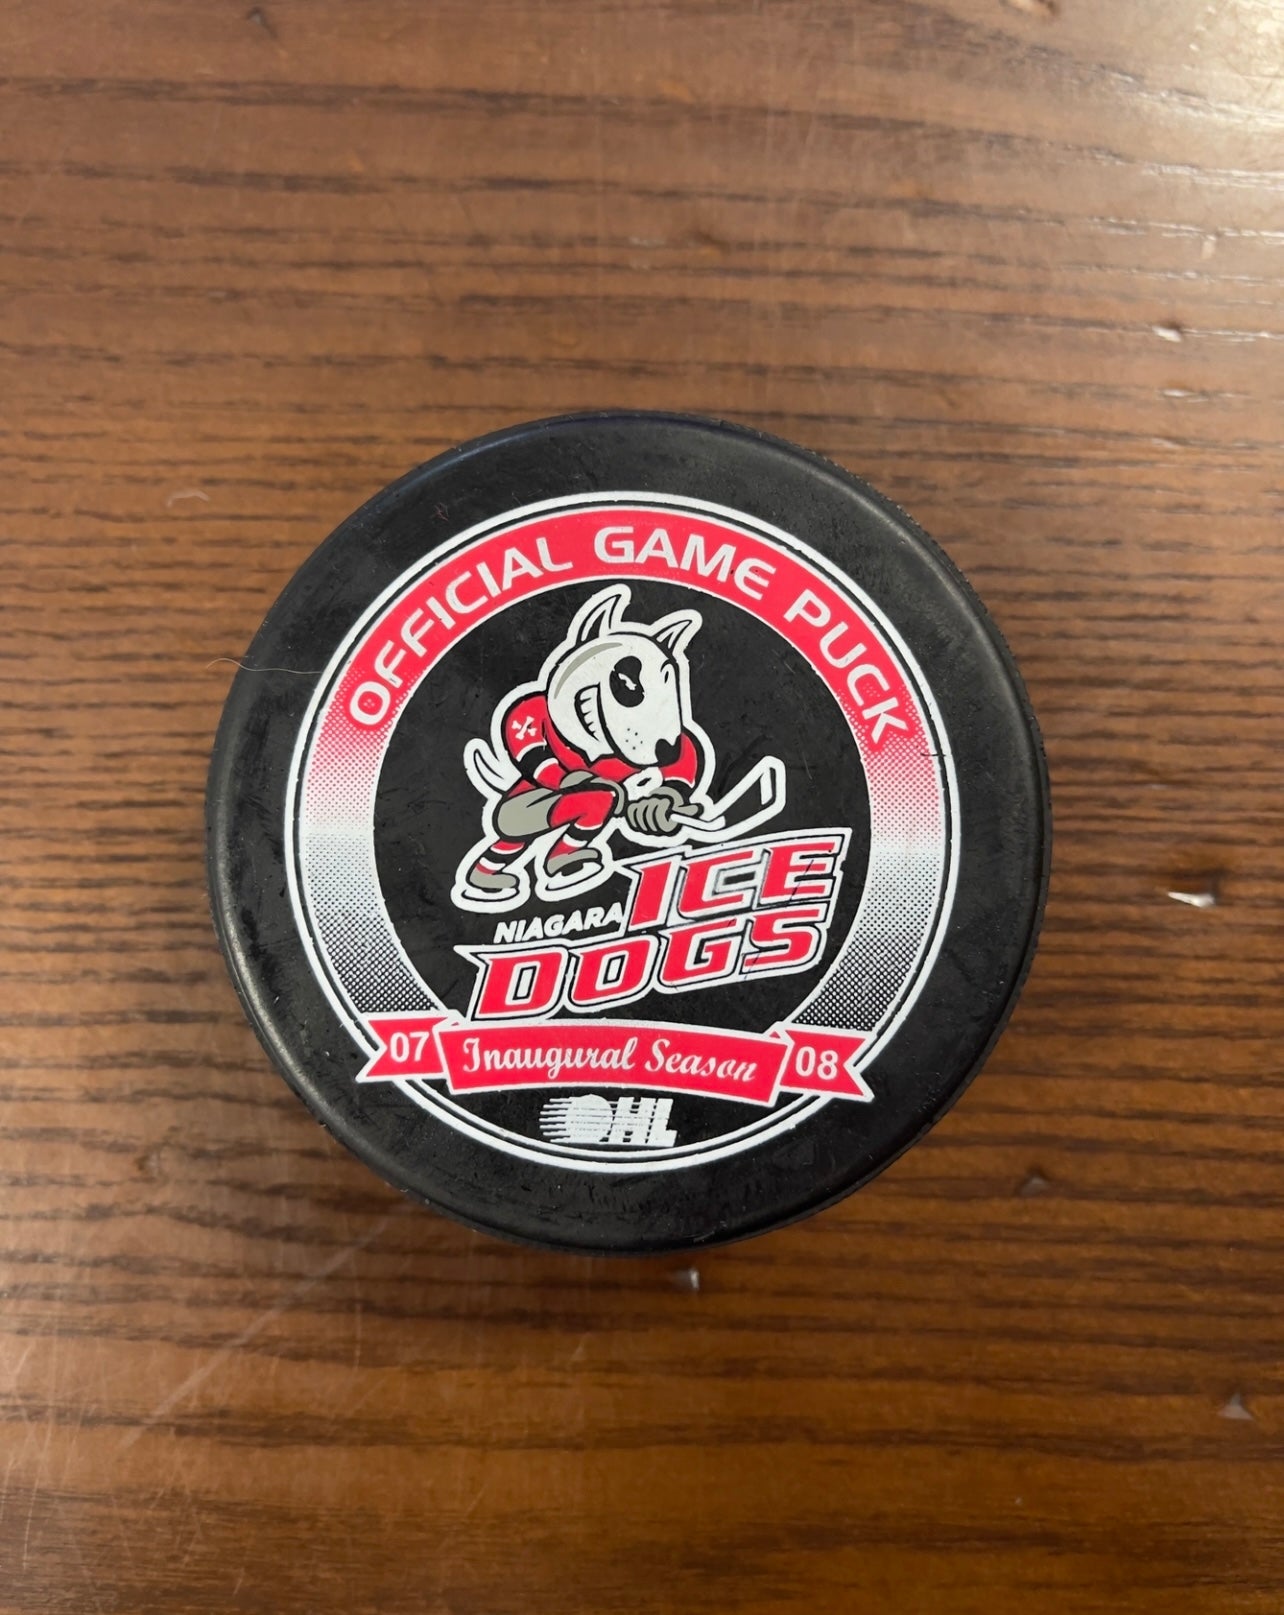 OFFICIAL GAME PUCK
NIAGARA ICE
DOGS
07 Inaugural Season 08
OHL